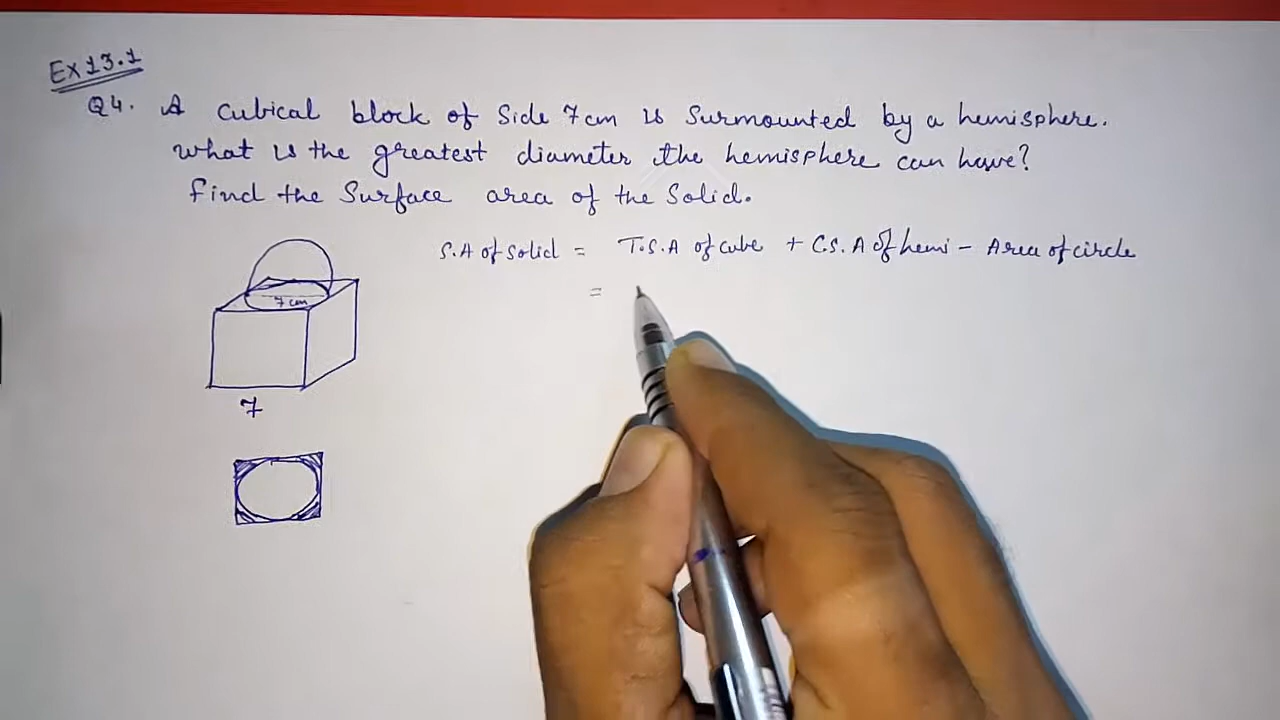 Ex 13.1
Q4. A cubical block of side 7cm is surmounted by a hemisphere.
what is the greatest diameter the hemisphere can have?
Find the Surface area of the Solid.
S.A of solid = T.S.A of cube + C.S.A of hemi - Area of circle
=
7 cm
7